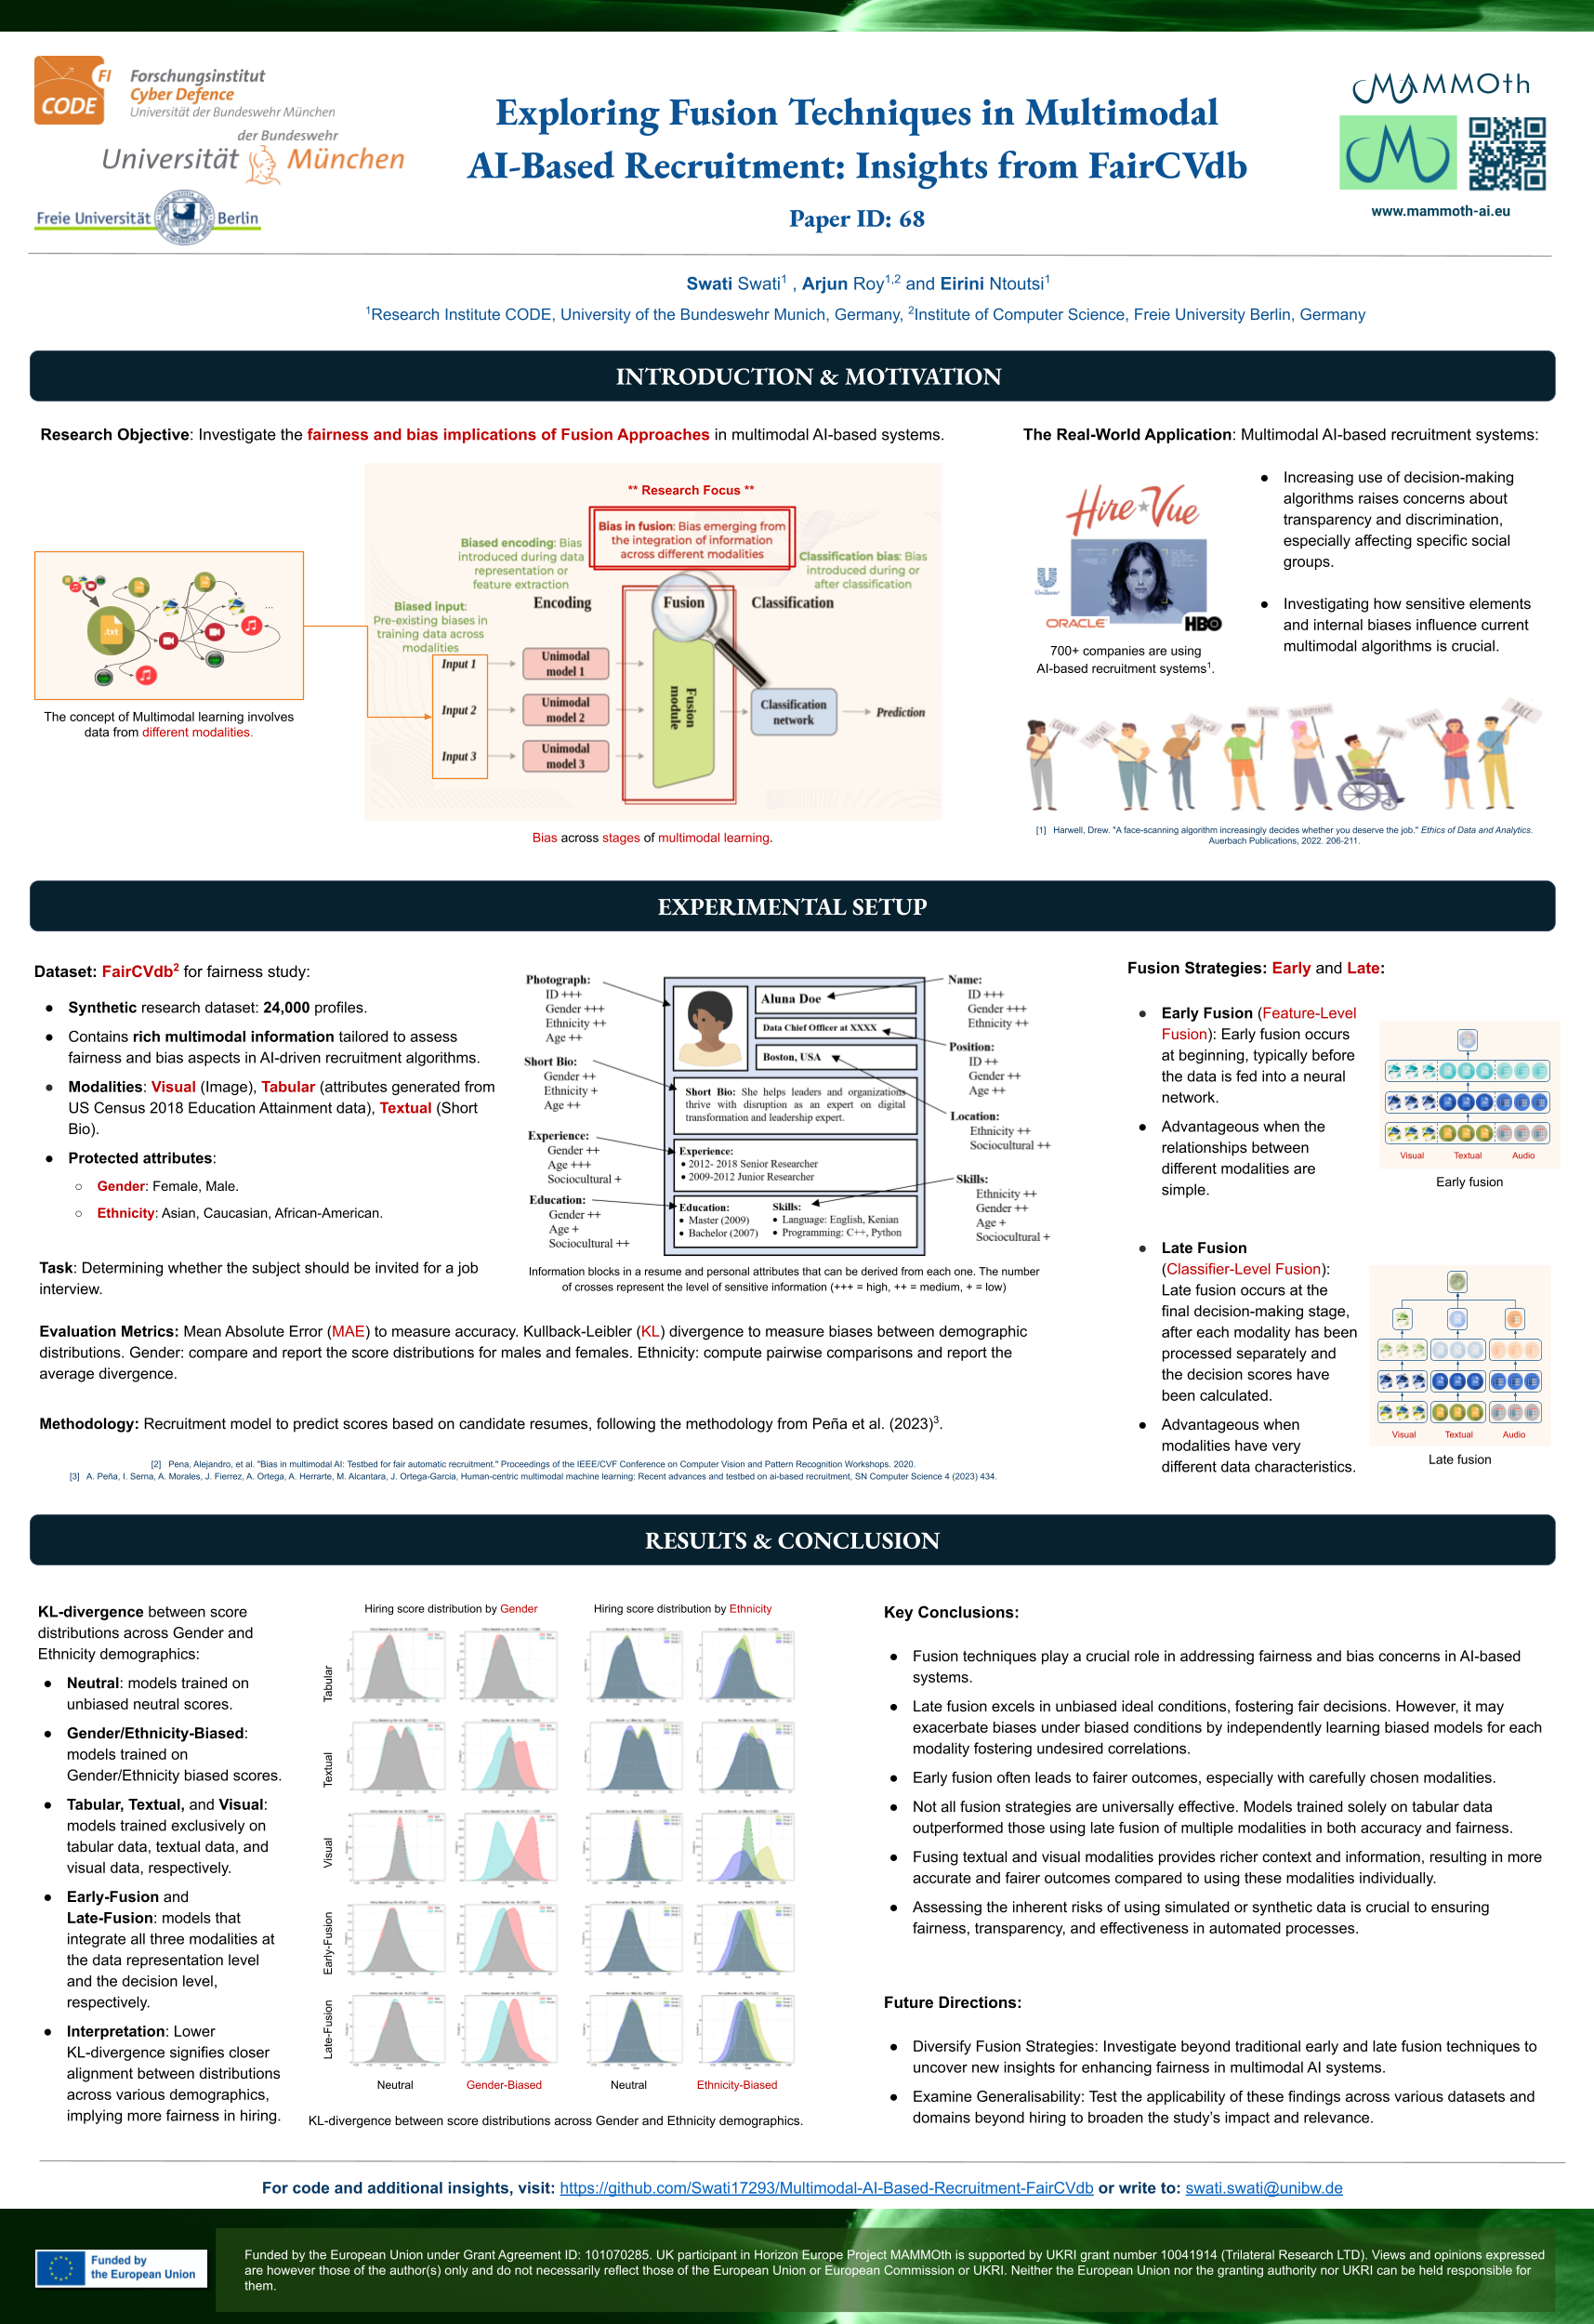 CODE
FI
Forschungsinstitut
Cyber Defence
Universität der Bundeswehr München
der Bundeswehr
Universität München
Freie Universität Berlin
Exploring Fusion Techniques in Multimodal
AI-Based Recruitment: Insights from FairCVdb
Paper ID: 68
MAMMOth
www.mammoth-ai.eu
Swati Swati1 , Arjun Roy1,2 and Eirini Ntoutsi1
1Research Institute CODE, University of the Bundeswehr Munich, Germany, 2Institute of Computer Science, Freie University Berlin, Germany
INTRODUCTION & MOTIVATION
Research Objective: Investigate the fairness and bias implications of Fusion Approaches in multimodal AI-based systems.
.txt
...
The concept of Multimodal learning involves
data from different modalities.
** Research Focus **
Bias in fusion: Bias emerging from
the integration of information
across different modalities
Biased encoding: Bias
introduced during data
representation or
feature extraction
Classification bias: Bias
introduced during or
after classification
Biased input:
Pre-existing biases in
training data across
modalities
Encoding
Fusion
Classification
Input 1
Unimodal
model 1
Input 2
Unimodal
model 2
Input 3
Unimodal
model 3
Fusion
module
Classification
network
Prediction
Bias across stages of multimodal learning.
The Real-World Application: Multimodal AI-based recruitment systems:
Hire Vue
Unilever
ORACLE
HBO
700+ companies are using
AI-based recruitment systems1.
● Increasing use of decision-making
algorithms raises concerns about
transparency and discrimination,
especially affecting specific social
groups.
● Investigating how sensitive elements
and internal biases influence current
multimodal algorithms is crucial.
COLOUR
TOO OLD
TOO YOUNG
TOO DIFFERENT
DISABLED
GENDER
RACE
[1] Harwell, Drew. "A face-scanning algorithm increasingly decides whether you deserve the job." Ethics of Data and Analytics.
Auerbach Publications, 2022. 206-211.
EXPERIMENTAL SETUP
Dataset: FairCVdb2 for fairness study:
● Synthetic research dataset: 24,000 profiles.
● Contains rich multimodal information tailored to assess
fairness and bias aspects in AI-driven recruitment algorithms.
● Modalities: Visual (Image), Tabular (attributes generated from
US Census 2018 Education Attainment data), Textual (Short
Bio).
● Protected attributes:
○ Gender: Female, Male.
○ Ethnicity: Asian, Caucasian, African-American.
Task: Determining whether the subject should be invited for a job
interview.
Photograph:
ID +++
Gender +++
Ethnicity ++
Age ++
Short Bio:
Gender ++
Ethnicity +
Age ++
Experience:
Gender ++
Age +++
Sociocultural +
Education:
Gender ++
Age +
Sociocultural ++
Aluna Doe
Data Chief Officer at XXXX
Boston, USA
Short Bio: She helps leaders and organizations
thrive with disruption as an expert on digital
transformation and leadership expert.
Experience:
● 2012- 2018 Senior Researcher
● 2009-2012 Junior Researcher
Education:
● Master (2009)
● Bachelor (2007)
Skills:
● Language: English, Kenian
● Programming: C++, Python
Name:
ID +++
Gender +++
Ethnicity ++
Position:
ID ++
Gender ++
Age ++
Location:
Ethnicity ++
Sociocultural ++
Skills:
Ethnicity ++
Gender ++
Age +
Sociocultural +
Information blocks in a resume and personal attributes that can be derived from each one. The number
of crosses represent the level of sensitive information (+++ = high, ++ = medium, + = low)
Evaluation Metrics: Mean Absolute Error (MAE) to measure accuracy. Kullback-Leibler (KL) divergence to measure biases between demographic
distributions. Gender: compare and report the score distributions for males and females. Ethnicity: compute pairwise comparisons and report the
average divergence.
Methodology: Recruitment model to predict scores based on candidate resumes, following the methodology from Peña et al. (2023)3.
[2] Pena, Alejandro, et al. "Bias in multimodal AI: Testbed for fair automatic recruitment." Proceedings of the IEEE/CVF Conference on Computer Vision and Pattern Recognition Workshops. 2020.
[3] A. Peña, I. Serna, A. Morales, J. Fierrez, A. Ortega, A. Herrarte, M. Alcantara, J. Ortega-Garcia, Human-centric multimodal machine learning: Recent advances and testbed on ai-based recruitment, SN Computer Science 4 (2023) 434.
Fusion Strategies: Early and Late:
● Early Fusion (Feature-Level
Fusion): Early fusion occurs
at beginning, typically before
the data is fed into a neural
network.
● Advantageous when the
relationships between
different modalities are
simple.
Visual Textual Audio
Early fusion
● Late Fusion
(Classifier-Level Fusion):
Late fusion occurs at the
final decision-making stage,
after each modality has been
processed separately and
the decision scores have
been calculated.
● Advantageous when
modalities have very
different data characteristics.
Visual Textual Audio
Late fusion
RESULTS & CONCLUSION
KL-divergence between score
distributions across Gender and
Ethnicity demographics:
● Neutral: models trained on
unbiased neutral scores.
● Gender/Ethnicity-Biased:
models trained on
Gender/Ethnicity biased scores.
● Tabular, Textual, and Visual:
models trained exclusively on
tabular data, textual data, and
visual data, respectively.
● Early-Fusion and
Late-Fusion: models that
integrate all three modalities at
the data representation level
and the decision level,
respectively.
● Interpretation: Lower
KL-divergence signifies closer
alignment between distributions
across various demographics,
implying more fairness in hiring.
Hiring score distribution by Gender
Hiring score distribution by Ethnicity
Tabular
Textual
Visual
Early-Fusion
Late-Fusion
Neutral
Gender-Biased
Neutral
Ethnicity-Biased
KL-divergence between score distributions across Gender and Ethnicity demographics.
Key Conclusions:
● Fusion techniques play a crucial role in addressing fairness and bias concerns in AI-based
systems.
● Late fusion excels in unbiased ideal conditions, fostering fair decisions. However, it may
exacerbate biases under biased conditions by independently learning biased models for each
modality fostering undesired correlations.
● Early fusion often leads to fairer outcomes, especially with carefully chosen modalities.
● Not all fusion strategies are universally effective. Models trained solely on tabular data
outperformed those using late fusion of multiple modalities in both accuracy and fairness.
● Fusing textual and visual modalities provides richer context and information, resulting in more
accurate and fairer outcomes compared to using these modalities individually.
● Assessing the inherent risks of using simulated or synthetic data is crucial to ensuring
fairness, transparency, and effectiveness in automated processes.
Future Directions:
● Diversify Fusion Strategies: Investigate beyond traditional early and late fusion techniques to
uncover new insights for enhancing fairness in multimodal AI systems.
● Examine Generalisability: Test the applicability of these findings across various datasets and
domains beyond hiring to broaden the study's impact and relevance.
For code and additional insights, visit: https://github.com/Swati17293/Multimodal-AI-Based-Recruitment-FairCVdb or write to: swati.swati@unibw.de
Funded by
the European Union
Funded by the European Union under Grant Agreement ID: 101070285. UK participant in Horizon Europe Project MAMMOth is supported by UKRI grant number 10041914 (Trilateral Research LTD). Views and opinions expressed
are however those of the author(s) only and do not necessarily reflect those of the European Union or European Commission or UKRI. Neither the European Union nor the granting authority nor UKRI can be held responsible for
them.